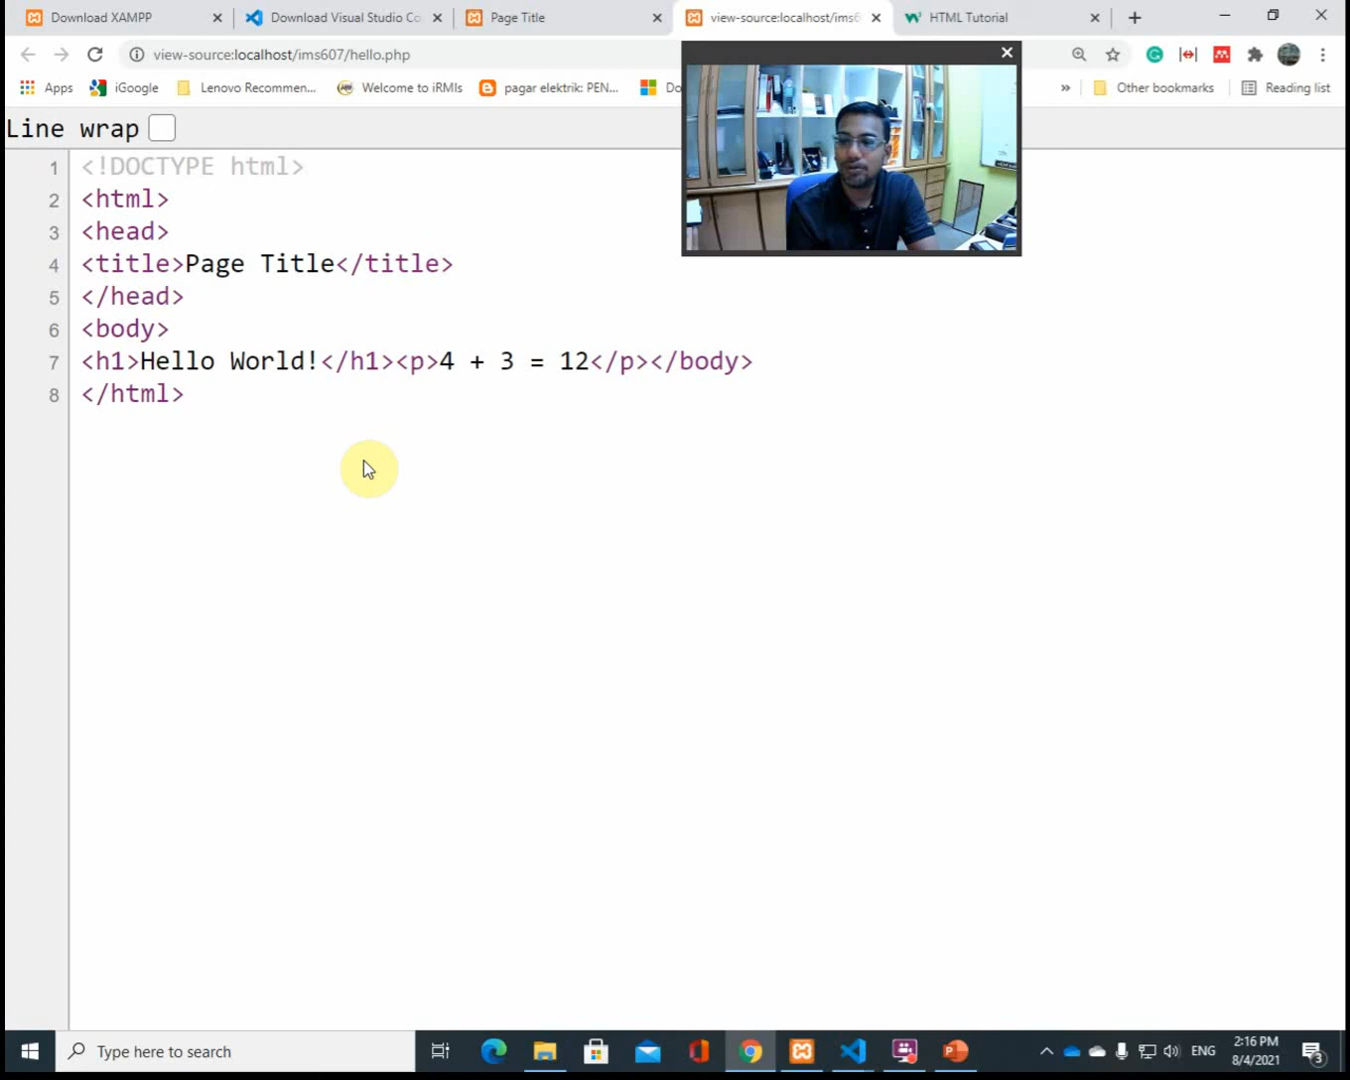 Download XAMPP
Download Visual Studio Co
Page Title
view-source:localhost/ims6
HTML Tutorial
view-source:localhost/ims607/hello.php
Apps
iGoogle
Lenovo Recommen...
Welcome to iRMIs
pagar elektrik: PEN...
Do
»
Other bookmarks
Reading list
Line wrap
1 <!DOCTYPE html>
2 <html>
3 <head>
4 <title>Page Title</title>
5 </head>
6 <body>
7 <h1>Hello World!</h1><p>4 + 3 = 12</p></body>
8 </html>
Type here to search
ENG
2:16 PM
8/4/2021
3